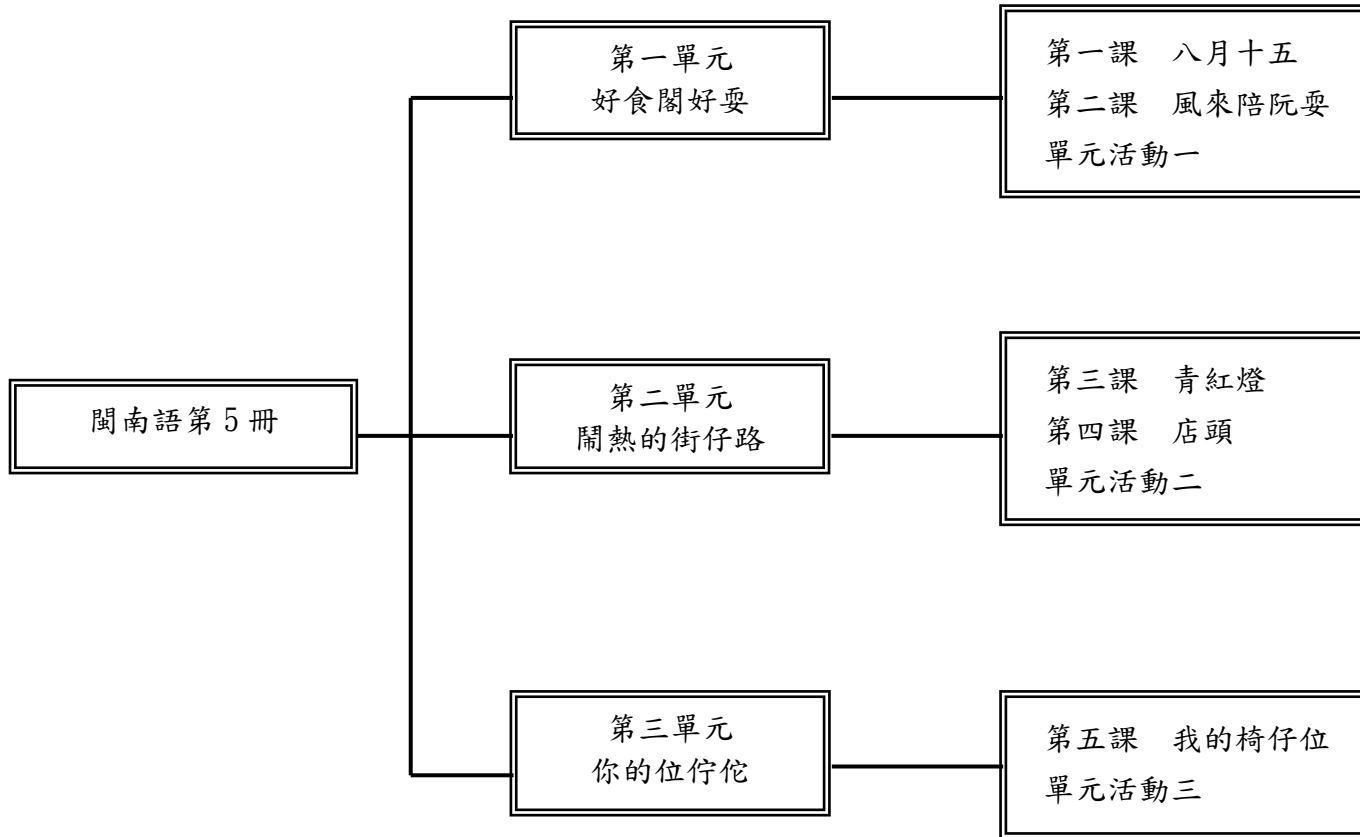 閩南語第 5 冊
第一單元
好食閣好耍
第一課　八月十五
第二課　風來陪阮耍
單元活動一
第二單元
鬧熱的街仔路
第三課　青紅燈
第四課　店頭
單元活動二
第三單元
你的位佇佗
第五課　我的椅仔位
單元活動三